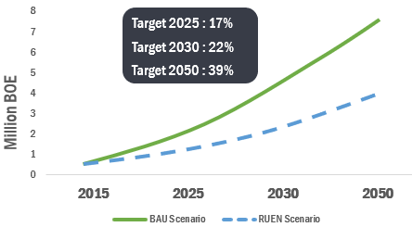 8
7
6
5
4
3
2
1
0
Million BOE
Target 2025 : 17%
Target 2030 : 22%
Target 2050 : 39%
2015 2025 2030 2050
BAU Scenario RUEN Scenario